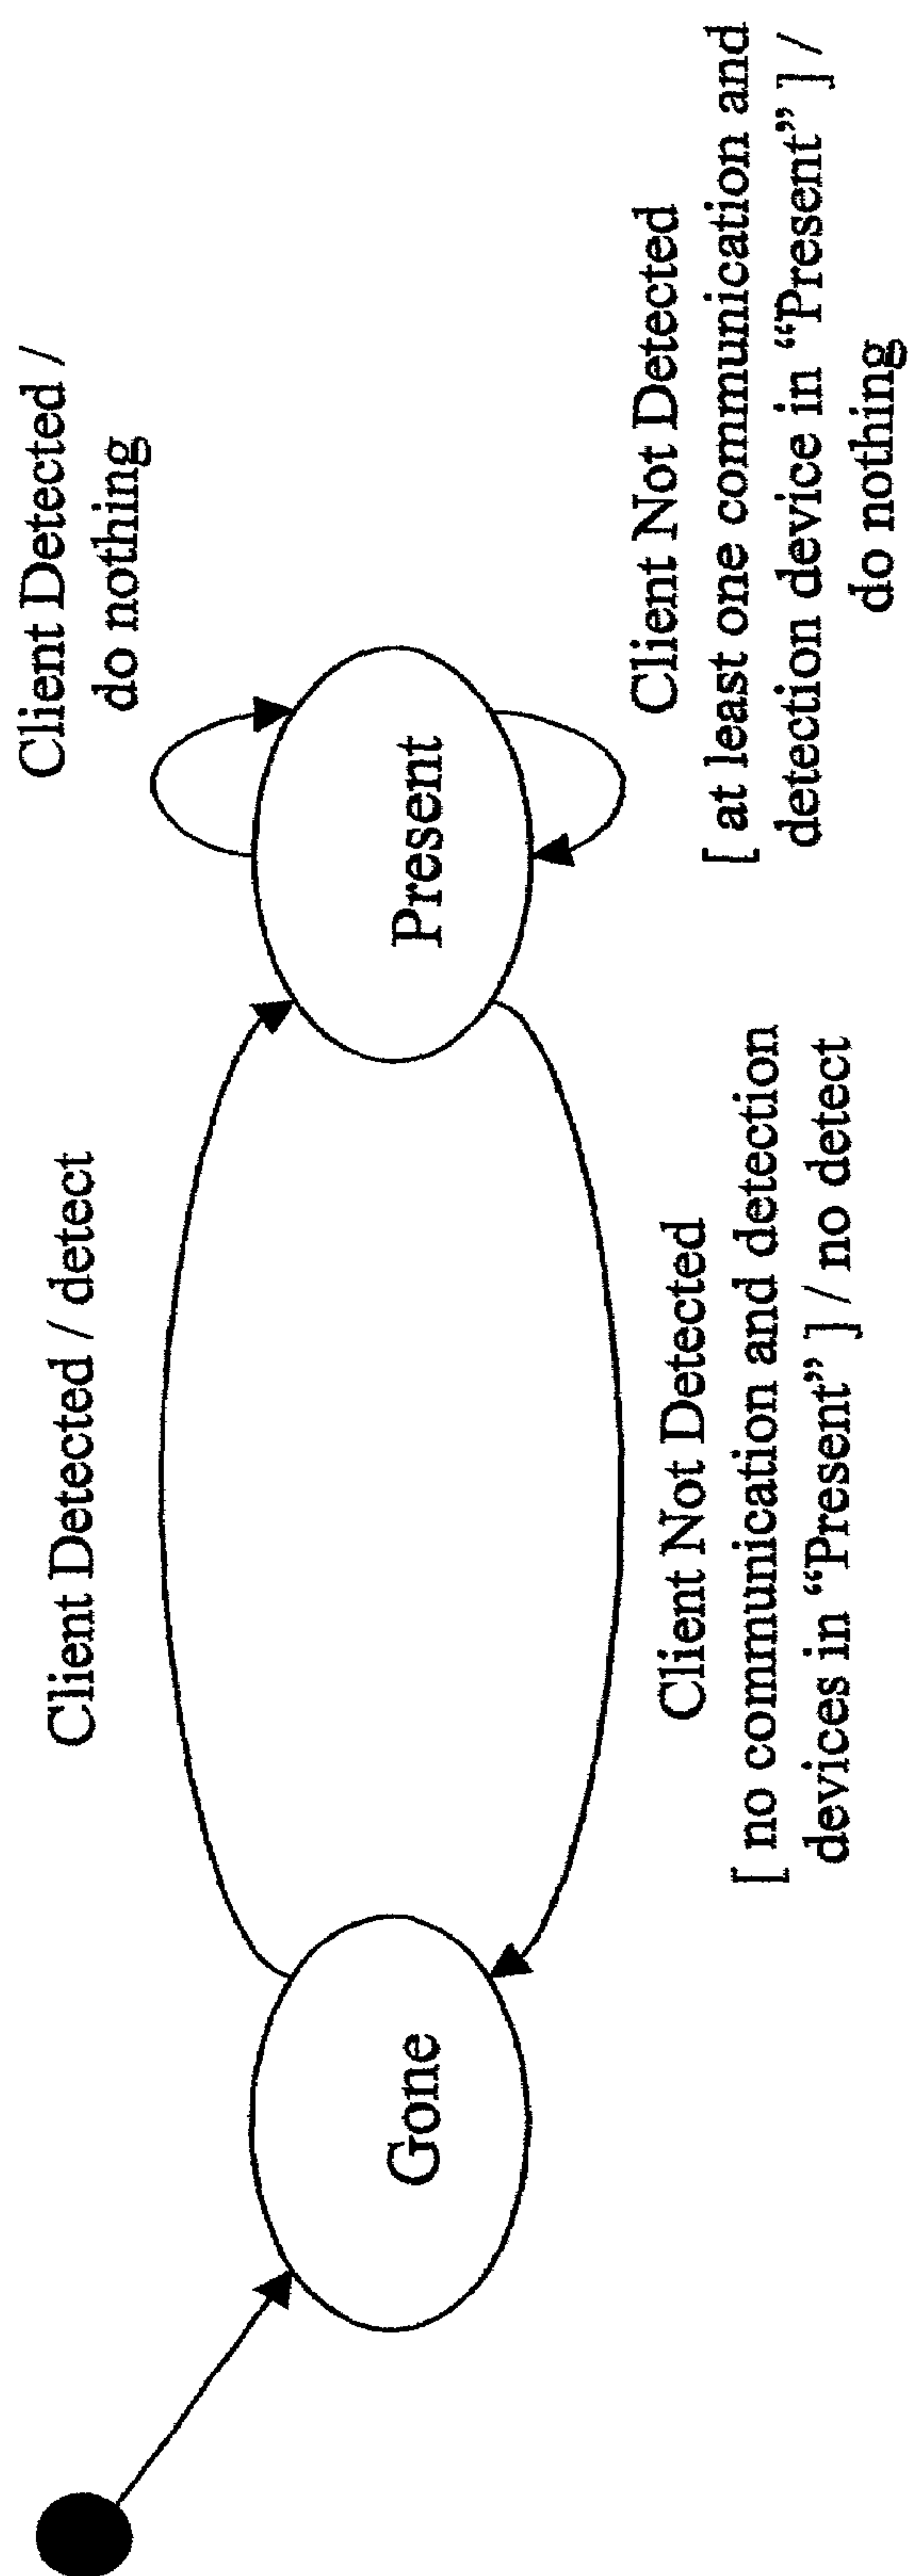 Client Detected / detect
Client Detected /
do nothing
Gone
Present
Client Not Detected
[ no communication and detection
devices in “Present” ] / no detect
Client Not Detected
[ at least one communication and
detection device in “Present” ] /
do nothing